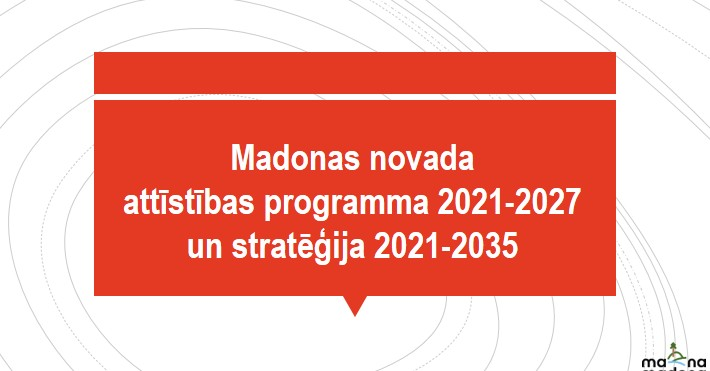 Madonas novada
attīstības programma 2021-2027
un stratēģija 2021-2035